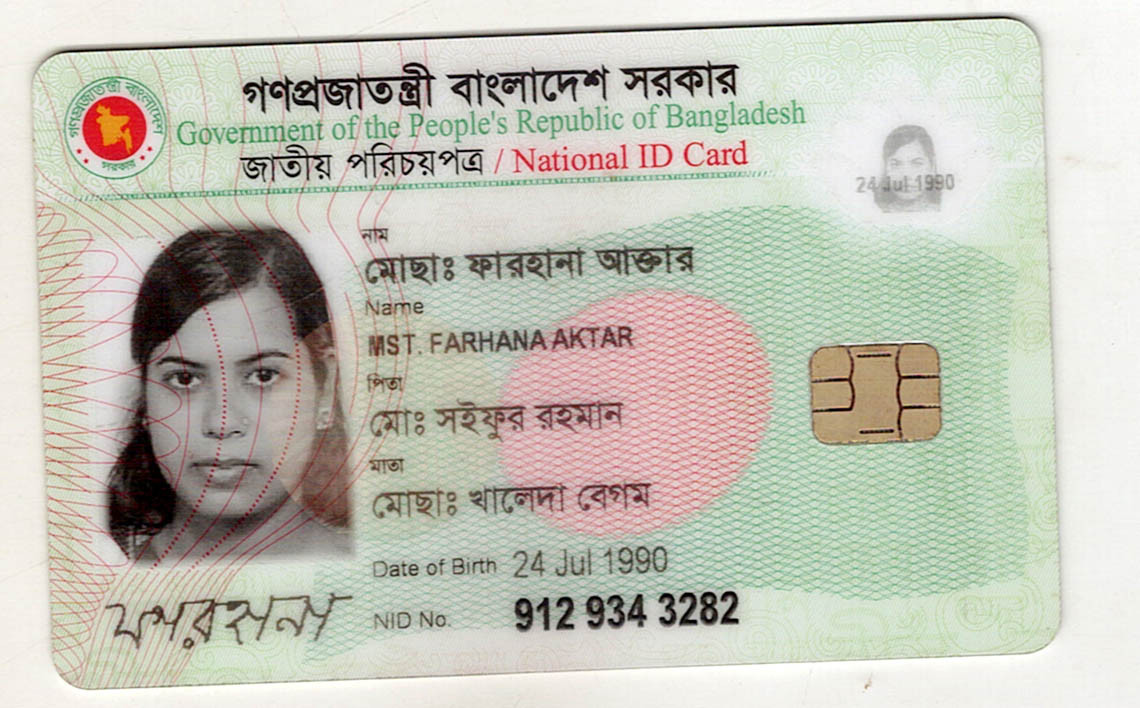 গণপ্রজাতন্ত্রী বাংলাদেশ সরকার
Government of the People's Republic of Bangladesh
জাতীয় পরিচয়পত্র / National ID Card
গণপ্রজাতন্ত্রী বাংলাদেশ
সরকার
24 Jul 1990
নাম
মোছাঃ ফারহানা আক্তার
Name
MST. FARHANA AKTAR
পিতা
মোঃ সইফুর রহমান
মাতা
মোছাঃ খালেদা বেগম
Date of Birth 24 Jul 1990
NID No. 912 934 3282
ফারহানা